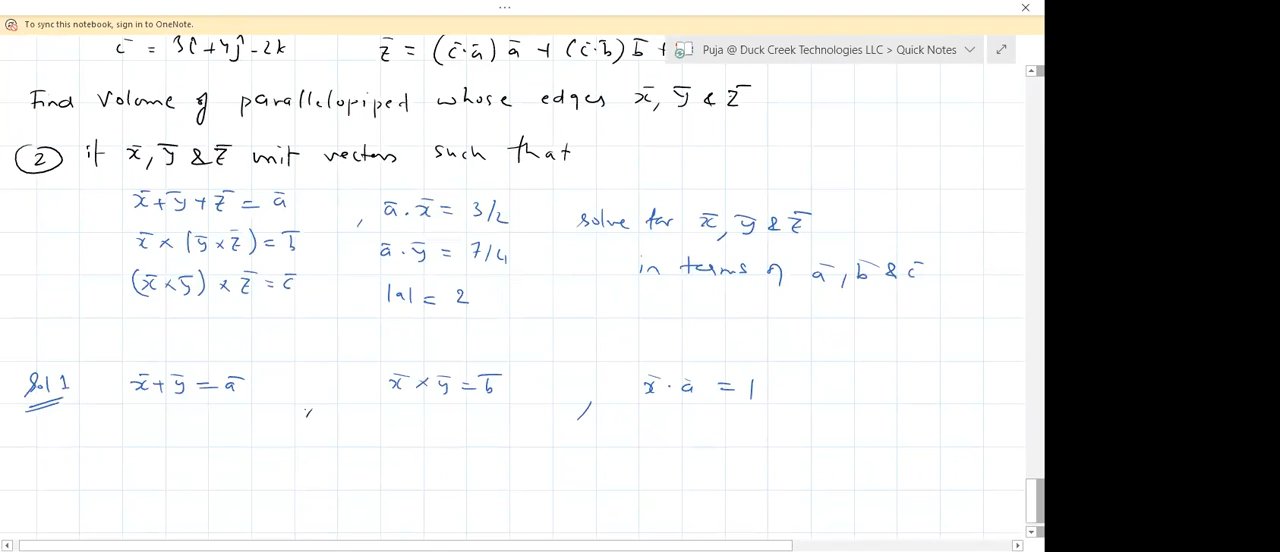 ...
To sync this notebook, sign in to OneNote.
c̄ = 3î + 4ĵ - 2k z̄ = (c̄·ā) ā + (c̄·b̄) b̄ +
Puja @ Duck Creek Technologies LLC > Quick Notes
Find Volume of parallelopiped whose edges x̄, ȳ & z̄
(2) if x̄, ȳ & z̄ unit vectors such that
x̄ + ȳ + z̄ = ā , ā · x̄ = 3/2 solve for x̄, ȳ & z̄
x̄ × (ȳ × z̄) = b̄ ā · ȳ = 7/4 in terms of ā, b̄ & c̄
(x̄ × ȳ) × z̄ = c̄ |a| = 2
Sol 1 x̄ + ȳ = ā , x̄ × ȳ = b̄ , x̄ · ā = 1